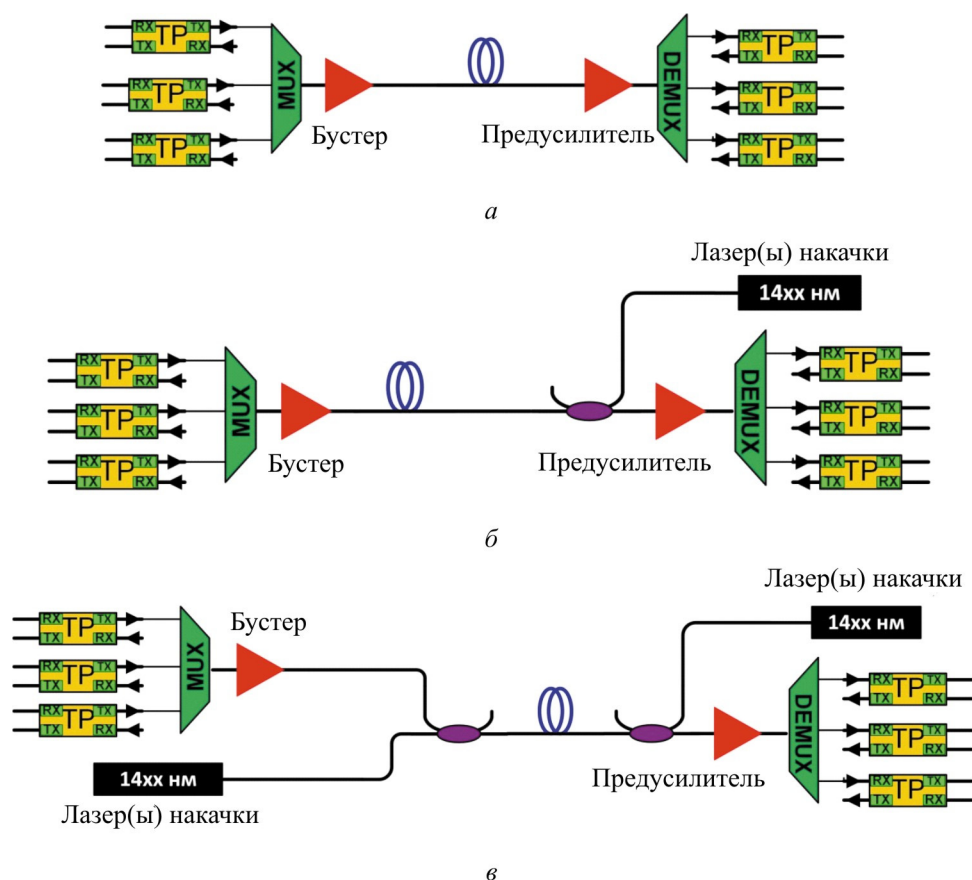 RX TX
TP
TX RX
RX TX
TP
TX RX
RX TX
TP
TX RX
MUX
Бустер
Предусилитель
DEMUX
RX TX
TP
TX RX
RX TX
TP
TX RX
RX TX
TP
TX RX
а
Лазер(ы) накачки
14xx нм
RX TX
TP
TX RX
RX TX
TP
TX RX
RX TX
TP
TX RX
MUX
Бустер
Предусилитель
DEMUX
RX TX
TP
TX RX
RX TX
TP
TX RX
RX TX
TP
TX RX
б
Лазер(ы) накачки
14xx нм
RX TX
TP
TX RX
RX TX
TP
TX RX
RX TX
TP
TX RX
MUX
Бустер
14xx нм
Лазер(ы) накачки
Предусилитель
DEMUX
RX TX
TP
TX RX
RX TX
TP
TX RX
RX TX
TP
TX RX
в